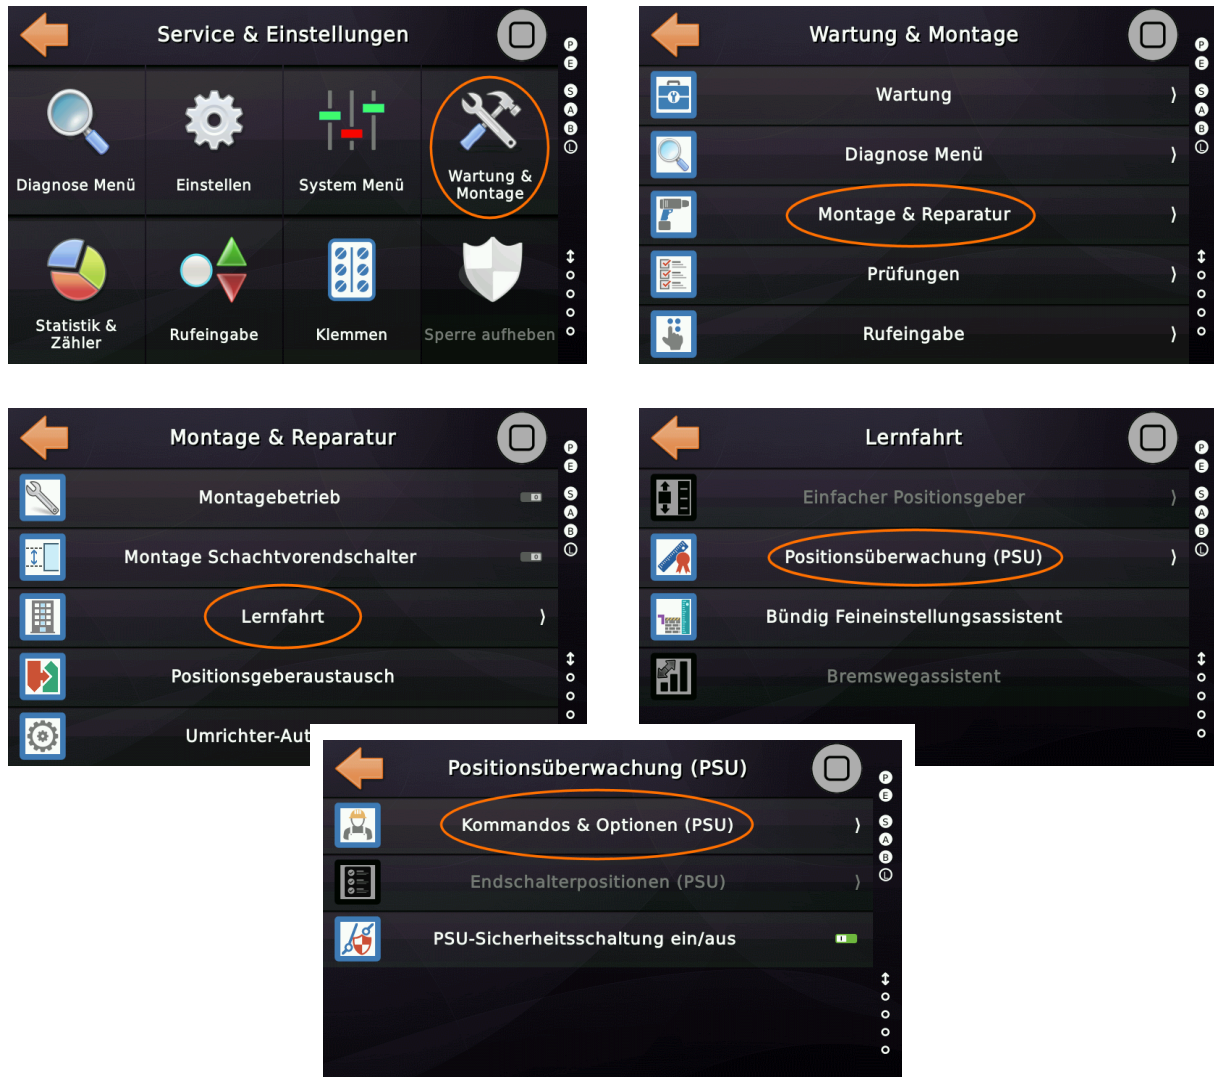 Service & Einstellungen
Diagnose Menü
Einstellen
System Menü
Wartung &
Montage
Statistik &
Zähler
Rufeingabe
Klemmen
Sperre aufheben
P
E
S
A
B
L
Wartung & Montage
Wartung
Diagnose Menü
Montage & Reparatur
Prüfungen
Rufeingabe
P
E
S
A
B
L
Montage & Reparatur
Montagebetrieb
Montage Schachtvorendschalter
Lernfahrt
Positionsgeberaustausch
Umrichter-Aut
P
E
S
A
B
L
Lernfahrt
Einfacher Positionsgeber
Positionsüberwachung (PSU)
Bündig Feineinstellungsassistent
Bremswegassistent
P
E
S
A
B
L
Positionsüberwachung (PSU)
Kommandos & Optionen (PSU)
Endschalterpositionen (PSU)
PSU-Sicherheitsschaltung ein/aus
P
E
S
A
B
L